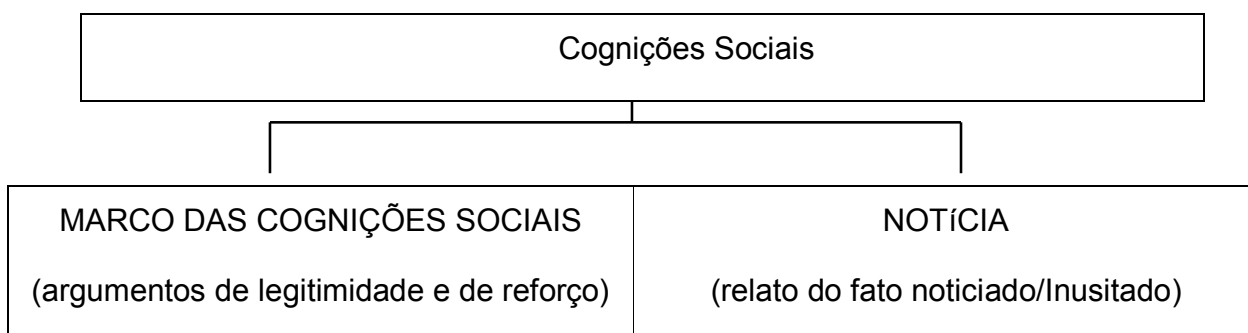 Cognições Sociais
MARCO DAS COGNIÇÕES SOCIAIS
(argumentos de legitimidade e de reforço)
NOTíCIA
(relato do fato noticiado/Inusitado)